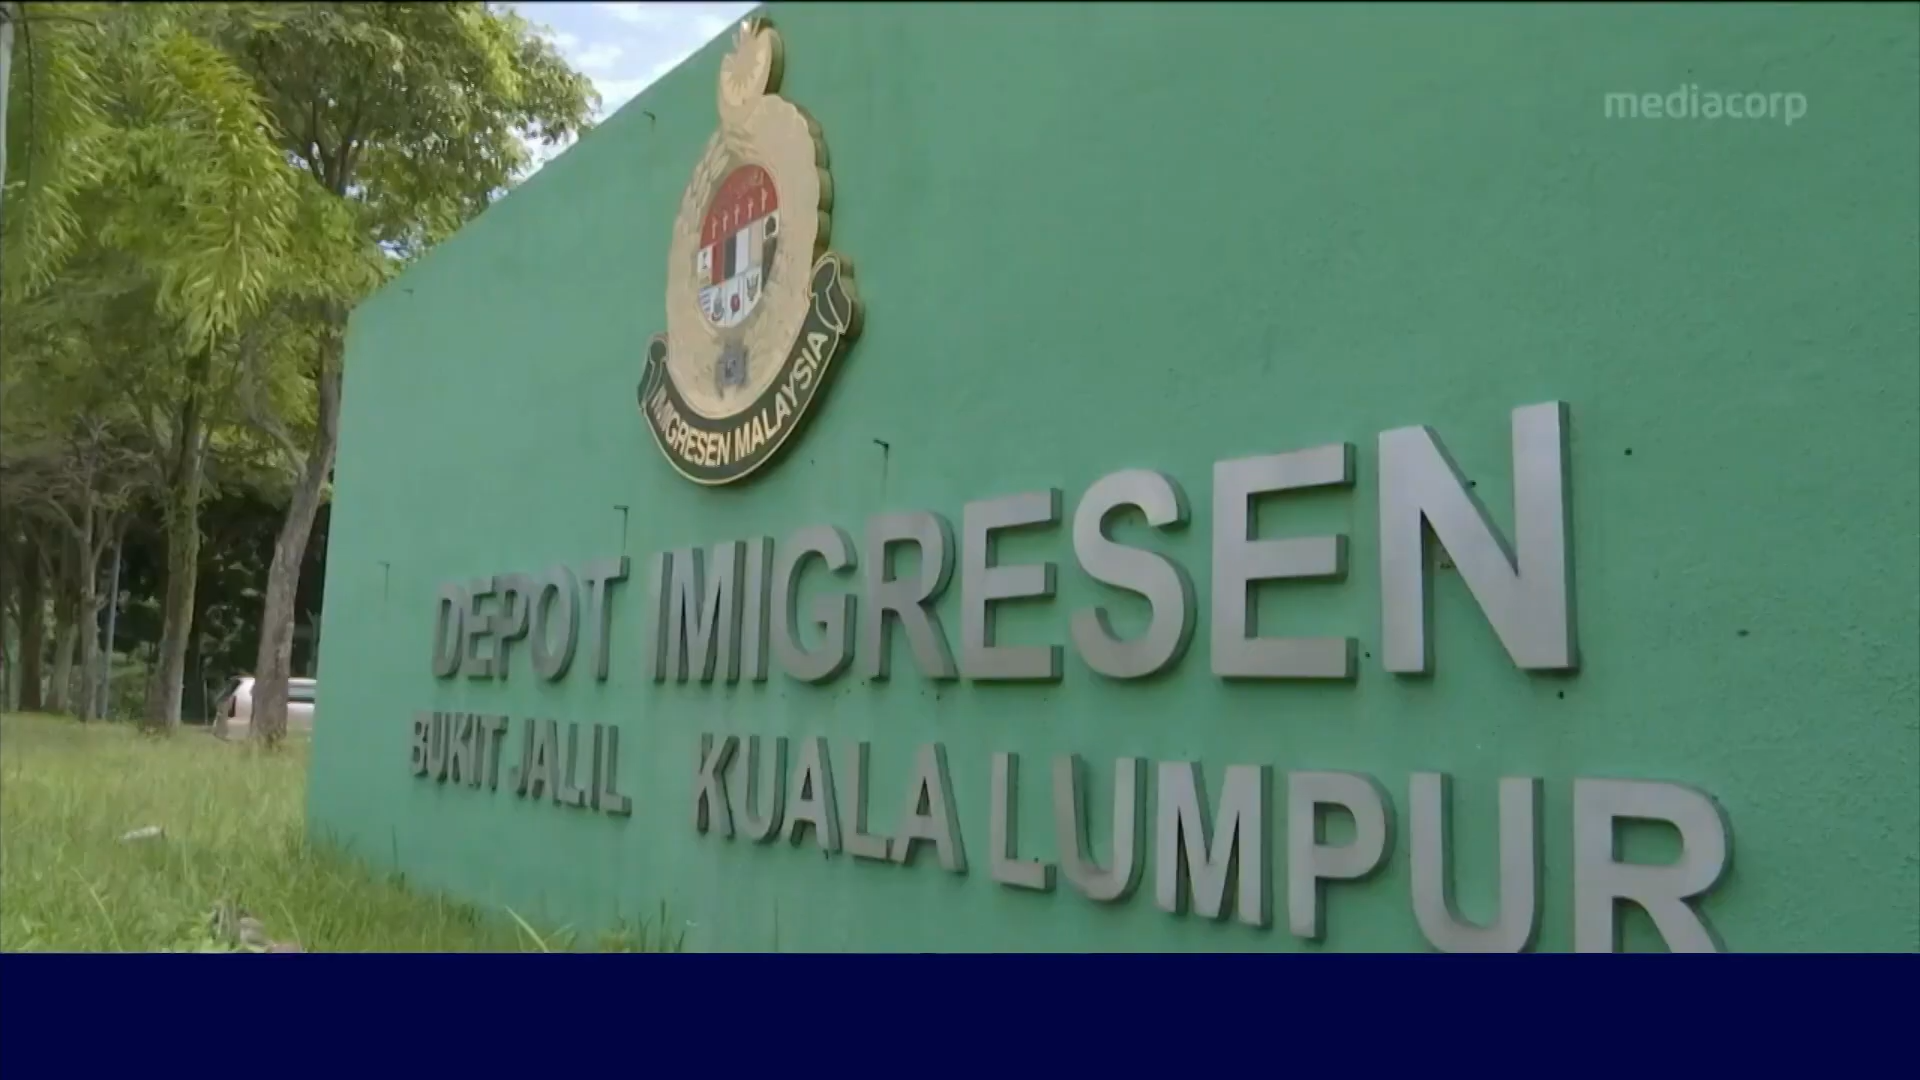 mediacorp
IMIGRESEN MALAYSIA
DEPOT IMIGRESEN
BUKIT JALIL KUALA LUMPUR